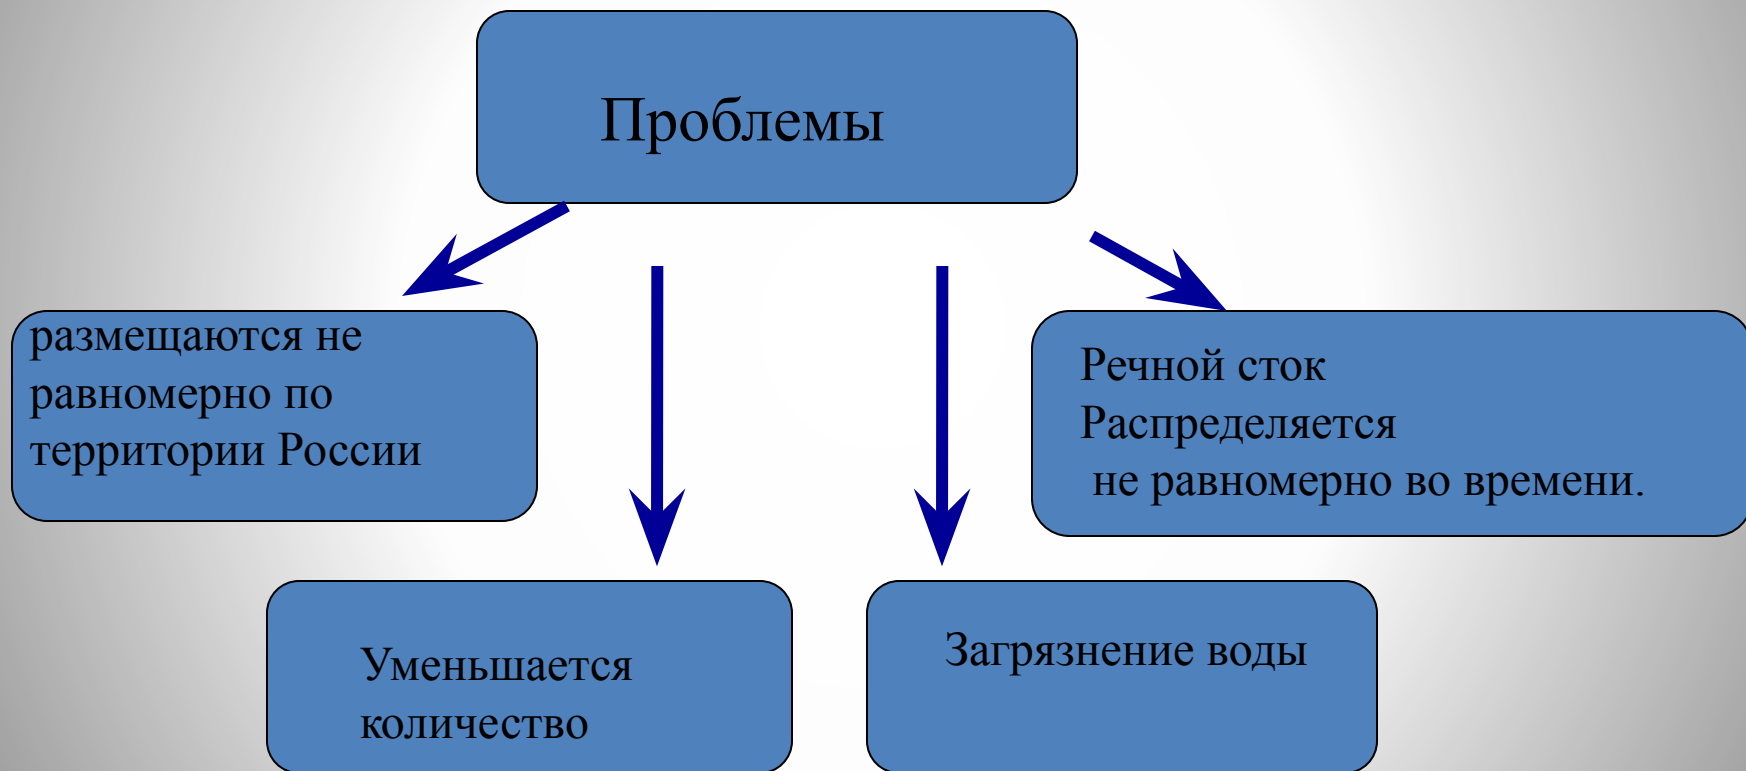 Проблемы
размещаются не
равномерно по
территории России
Речной сток
Распределяется
не равномерно во времени.
Уменьшается
количество
Загрязнение воды